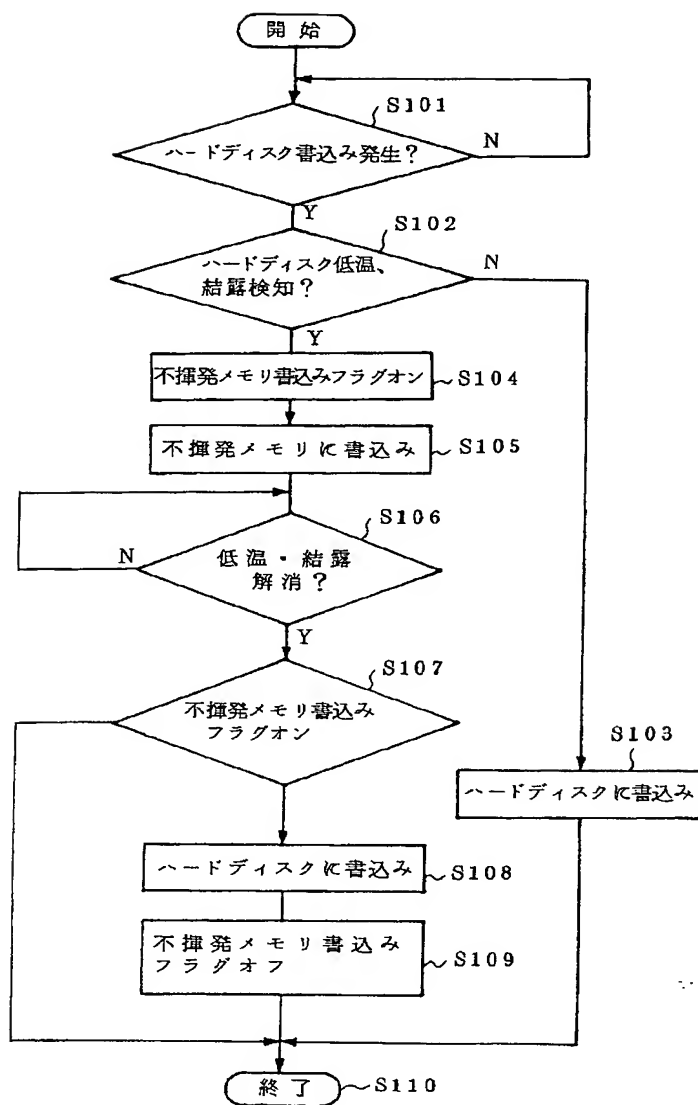 開始
S101
ハードディスク書込み発生?
N
Y
S102
ハードディスク低温、
結露検知?
N
Y
不揮発メモリ書込みフラグオン
S104
不揮発メモリに書込み
S105
S106
低温・結露
解消?
N
Y
S107
不揮発メモリ書込み
フラグオン
S103
ハードディスクに書込み
ハードディスクに書込み
S108
不揮発メモリ書込み
フラグオフ
S109
終了
S110